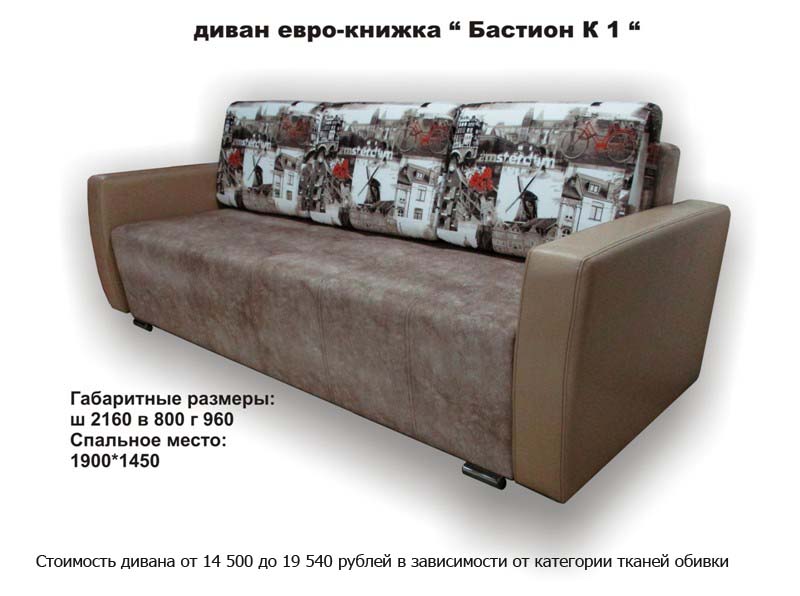 диван евро-книжка “ Бастион К 1 “
amsterdam
amsterdam
Габаритные размеры:
ш 2160 в 800 г 960
Спальное место:
1900*1450
Стоимость дивана от 14 500 до 19 540 рублей в зависимости от категории тканей обивки